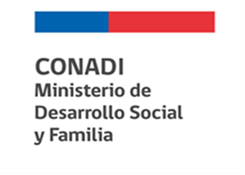 CONADI
Ministerio de
Desarrollo Social
y Familia